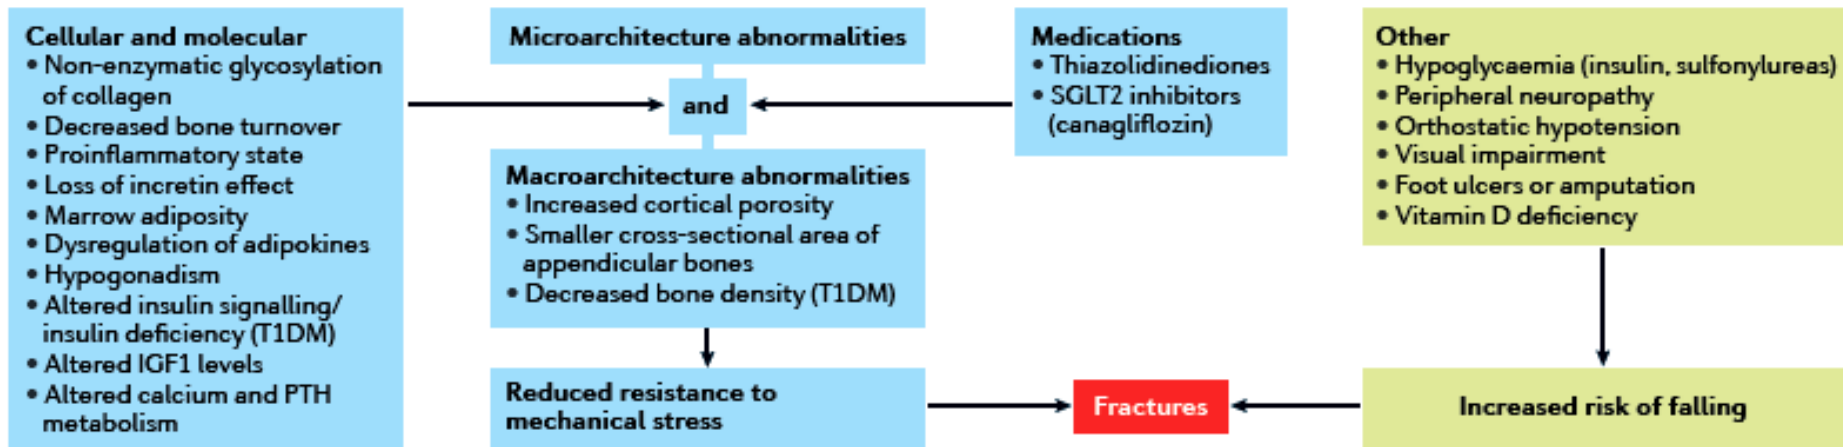 Cellular and molecular
• Non-enzymatic glycosylation
of collagen
• Decreased bone turnover
• Proinflammatory state
• Loss of incretin effect
• Marrow adiposity
• Dysregulation of adipokines
• Hypogonadism
• Altered insulin signalling/
insulin deficiency (T1DM)
• Altered IGF1 levels
• Altered calcium and PTH
metabolism
Microarchitecture abnormalities
and
Macroarchitecture abnormalities
• Increased cortical porosity
• Smaller cross-sectional area of
appendicular bones
• Decreased bone density (T1DM)
Reduced resistance to
mechanical stress
Medications
• Thiazolidinediones
• SGLT2 inhibitors
(canagliflozin)
Fractures
Other
• Hypoglycaemia (insulin, sulfonylureas)
• Peripheral neuropathy
• Orthostatic hypotension
• Visual impairment
• Foot ulcers or amputation
• Vitamin D deficiency
Increased risk of falling